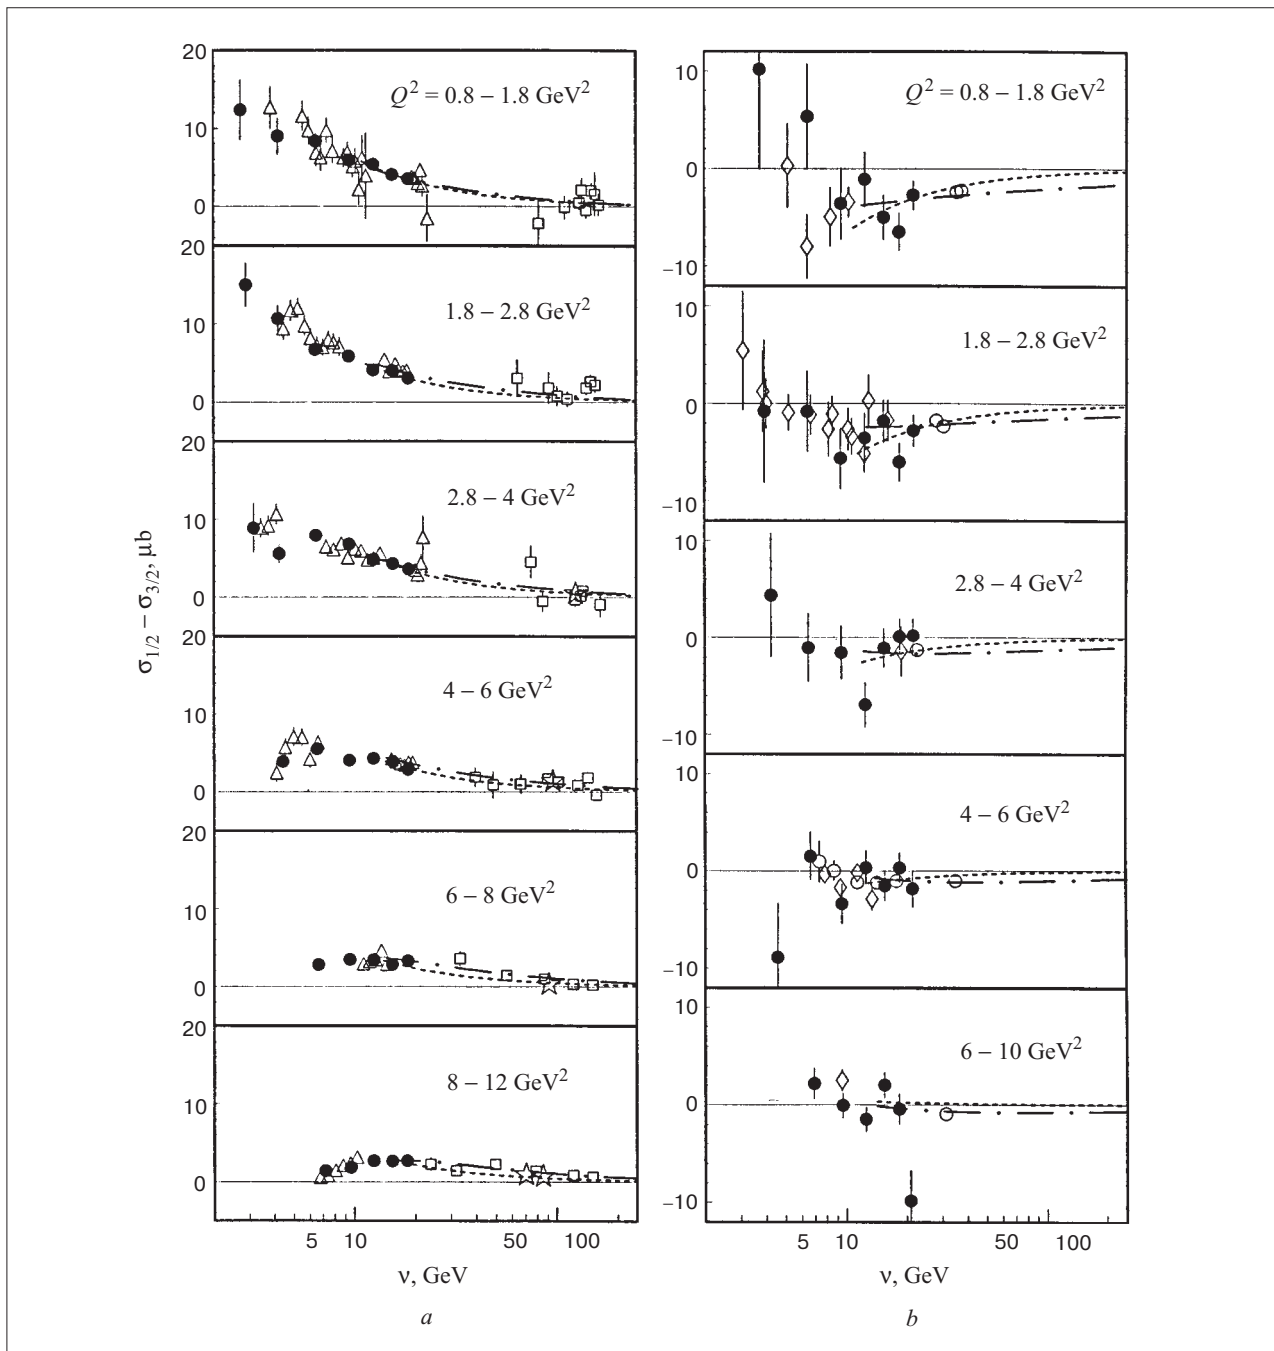 σ1/2 – σ3/2, μb
20
10
0
Q2 = 0.8 – 1.8 GeV2
20
10
0
1.8 – 2.8 GeV2
20
10
0
2.8 – 4 GeV2
20
10
0
4 – 6 GeV2
20
10
0
6 – 8 GeV2
20
10
0
8 – 12 GeV2
5 10 50 100
ν, GeV
a
10
0
–10
Q2 = 0.8 – 1.8 GeV2
10
0
–10
1.8 – 2.8 GeV2
10
0
–10
2.8 – 4 GeV2
10
0
–10
4 – 6 GeV2
10
0
–10
6 – 10 GeV2
5 10 50 100
ν, GeV
b